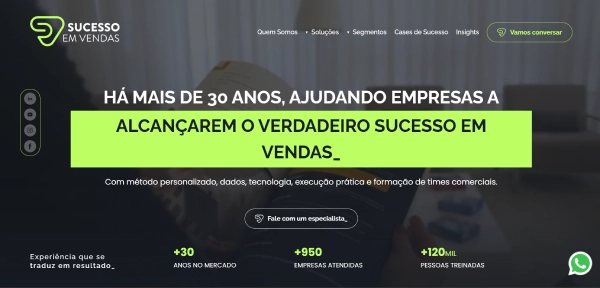 SUCESSO
EM VENDAS
Quem Somos + Soluções + Segmentos Cases de Sucesso Insights Vamos conversar
HÁ MAIS DE 30 ANOS, AJUDANDO EMPRESAS A
ALCANÇAREM O VERDADEIRO SUCESSO EM
VENDAS_
Com método personalizado, dados, tecnologia, execução prática e formação de times comerciais.
Fale com um especialista_
Experiência que se
traduz em resultado_
+30
ANOS NO MERCADO
+950
EMPRESAS ATENDIDAS
+120MIL
PESSOAS TREINADAS